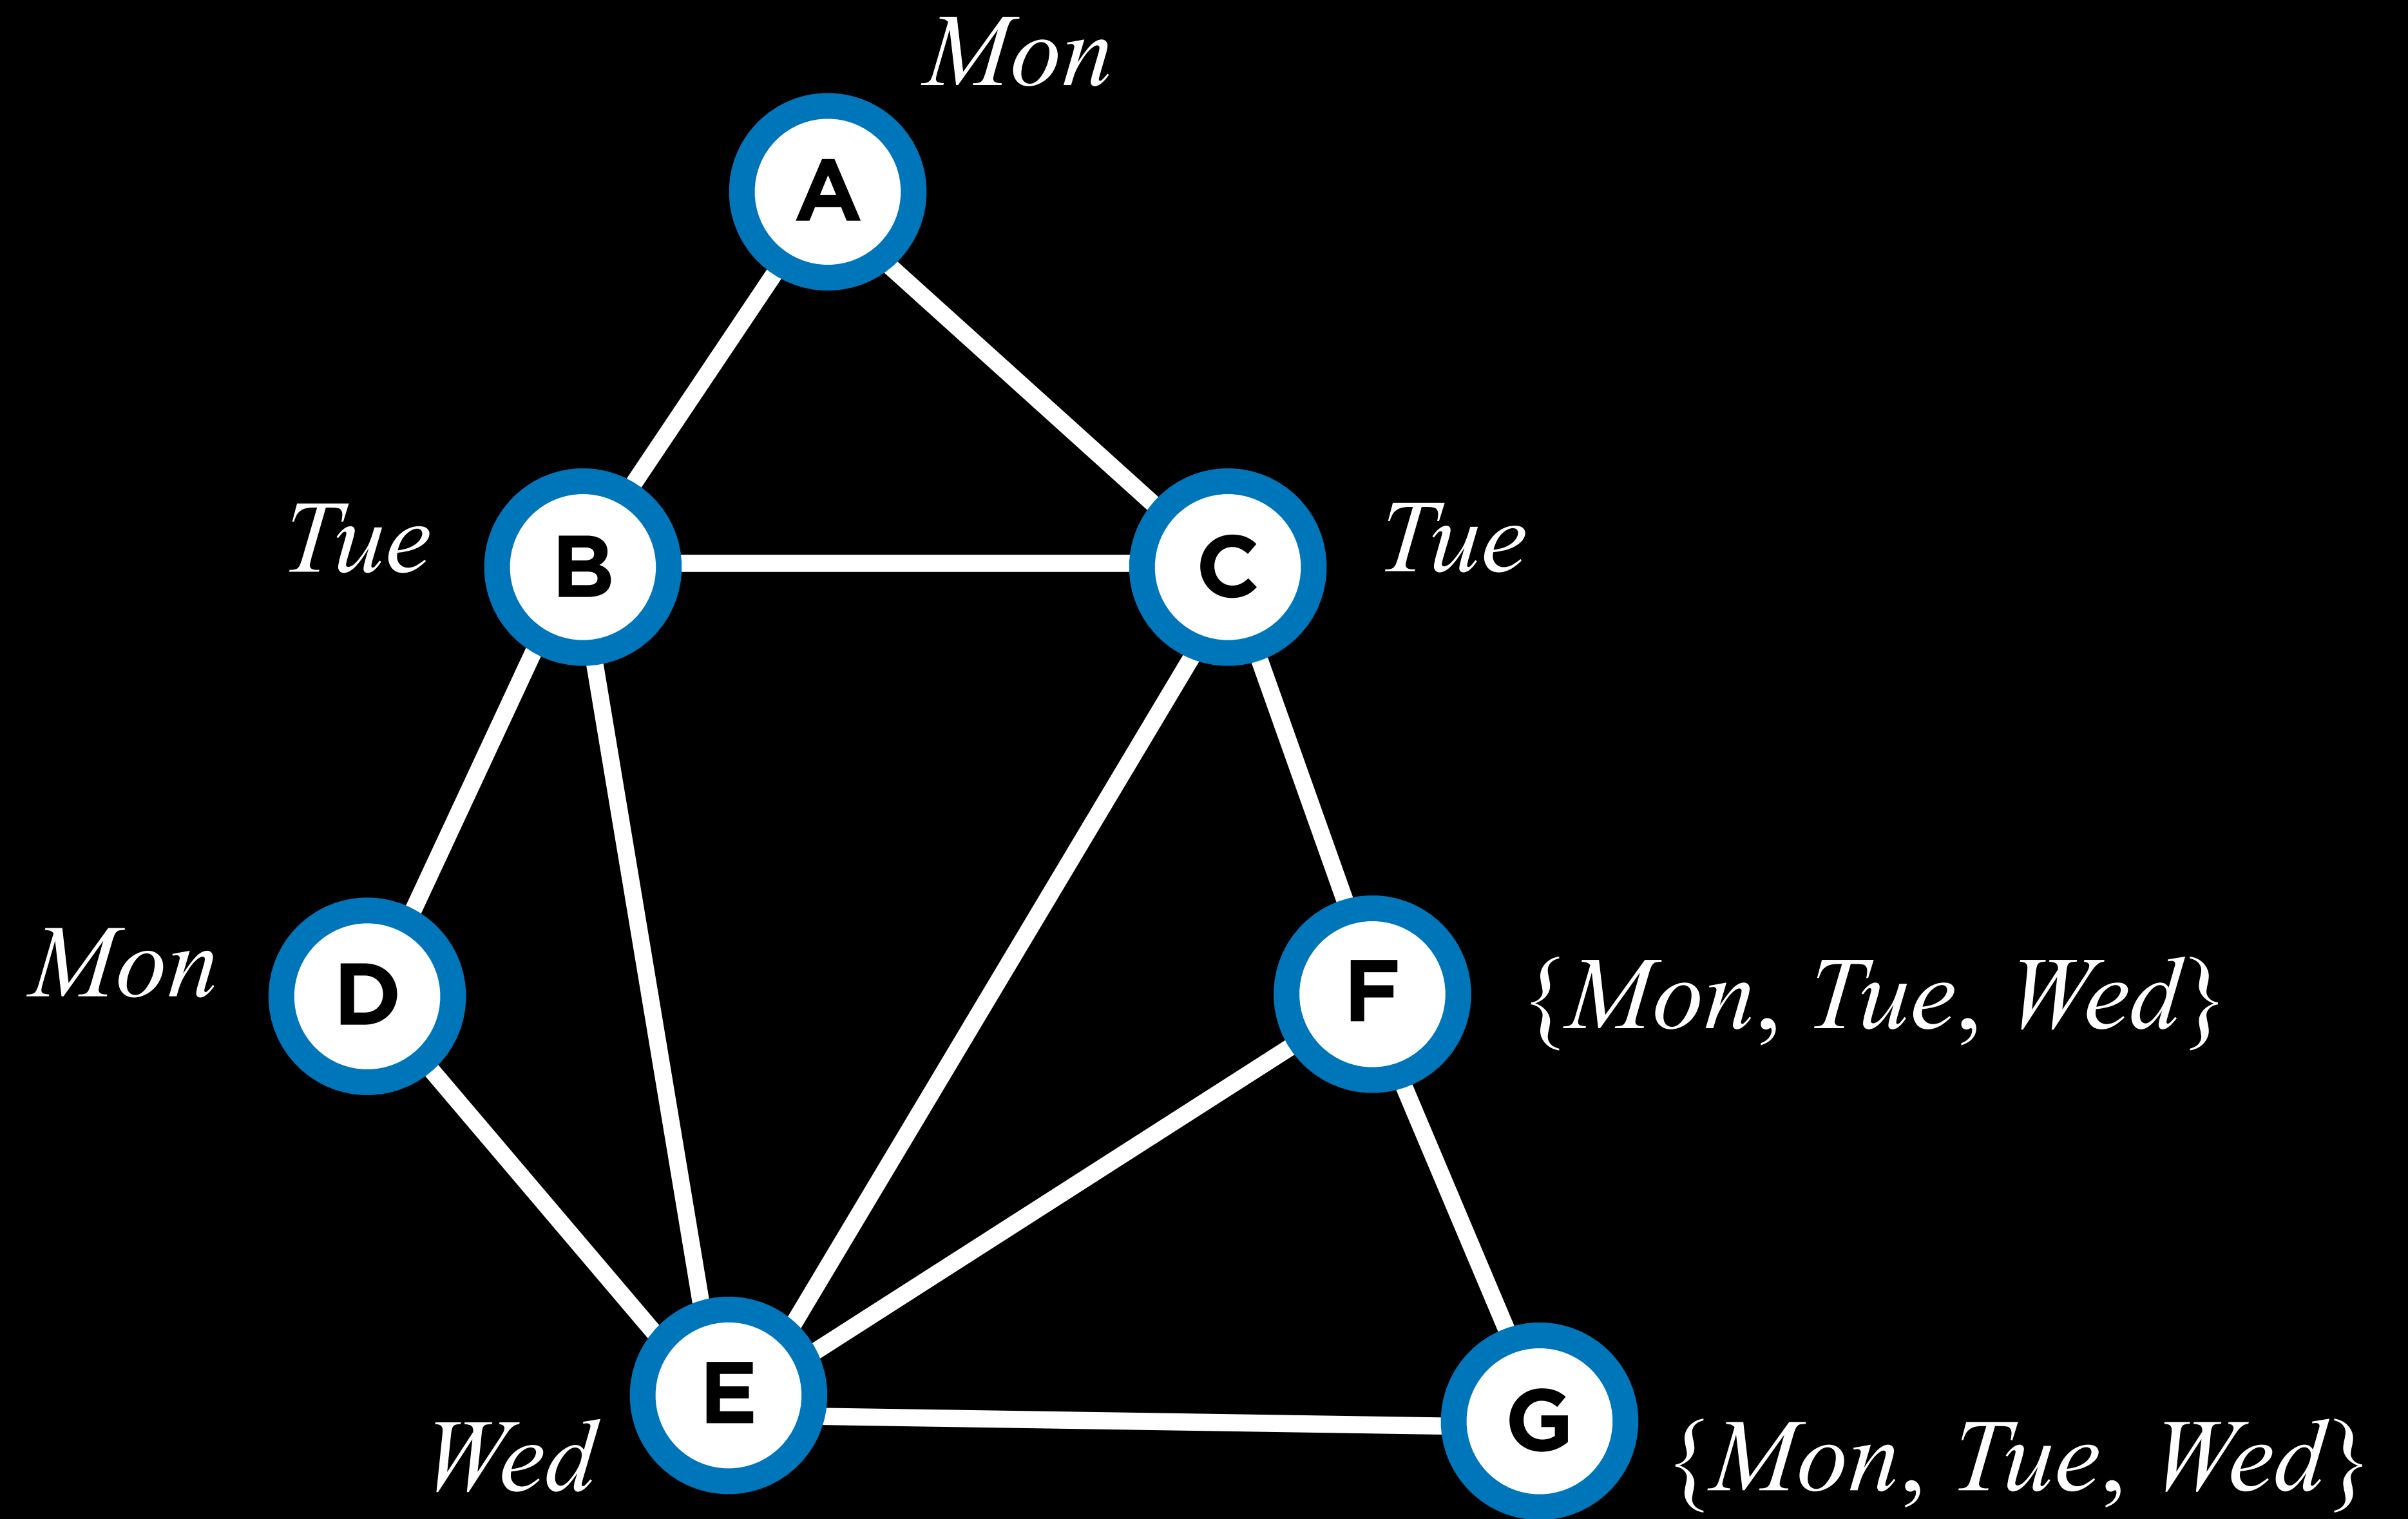 Mon
A
Tue
B
C
Tue
Mon
D
F
{Mon, Tue, Wed}
E
Wed
G
{Mon, Tue, Wed}